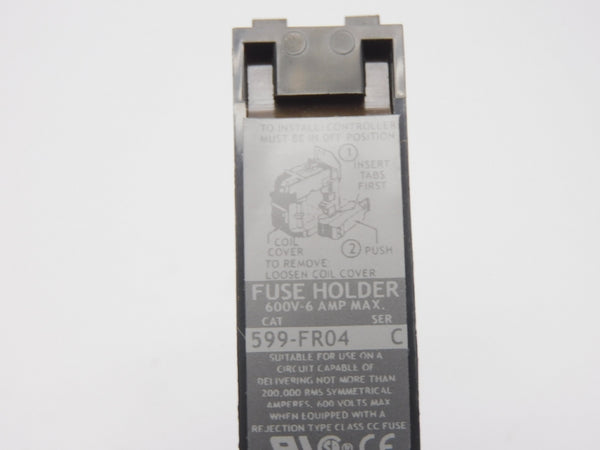 TO INSTALL: CONTROLLER
MUST BE IN OFF POSITION
1
INSERT
TABS
FIRST
COIL
COVER
2 PUSH
TO REMOVE:
LOOSEN COIL COVER
FUSE HOLDER
600V-6 AMP MAX.
CAT SER
599-FR04 C
SUITABLE FOR USE ON A
CIRCUIT CAPABLE OF
DELIVERING NOT MORE THAN
200,000 RMS SYMMETRICAL
AMPERES, 600 VOLTS MAX
WHEN EQUIPPED WITH A
REJECTION TYPE CLASS CC FUSE
CE